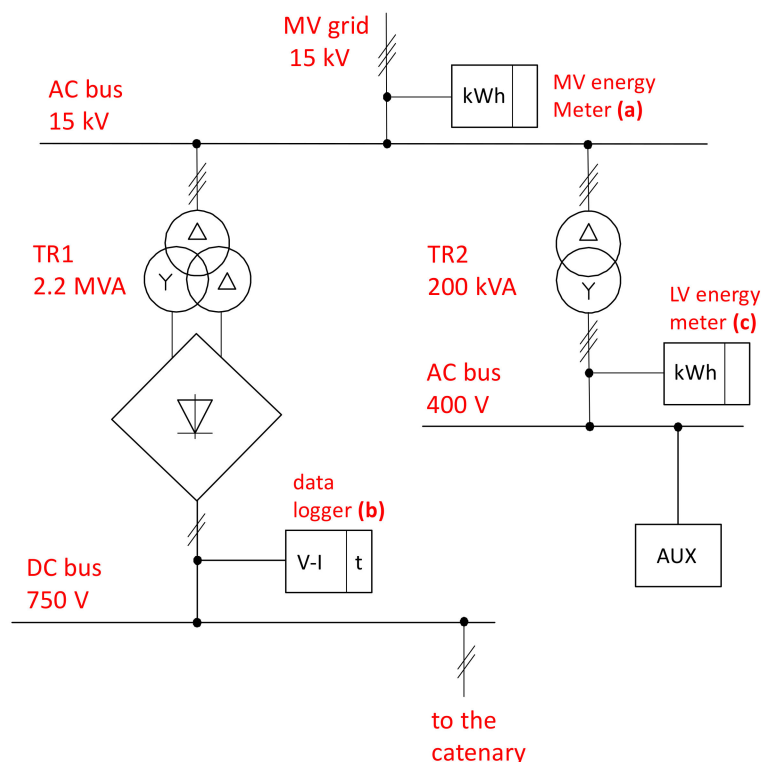 MV grid
15 kV
AC bus
15 kV
kWh
MV energy
Meter (a)
TR1
2.2 MVA
Δ
Y
Δ
TR2
200 kVA
Δ
Y
LV energy
meter (c)
kWh
AC bus
400 V
data
logger (b)
V-I
t
AUX
DC bus
750 V
to the
catenary